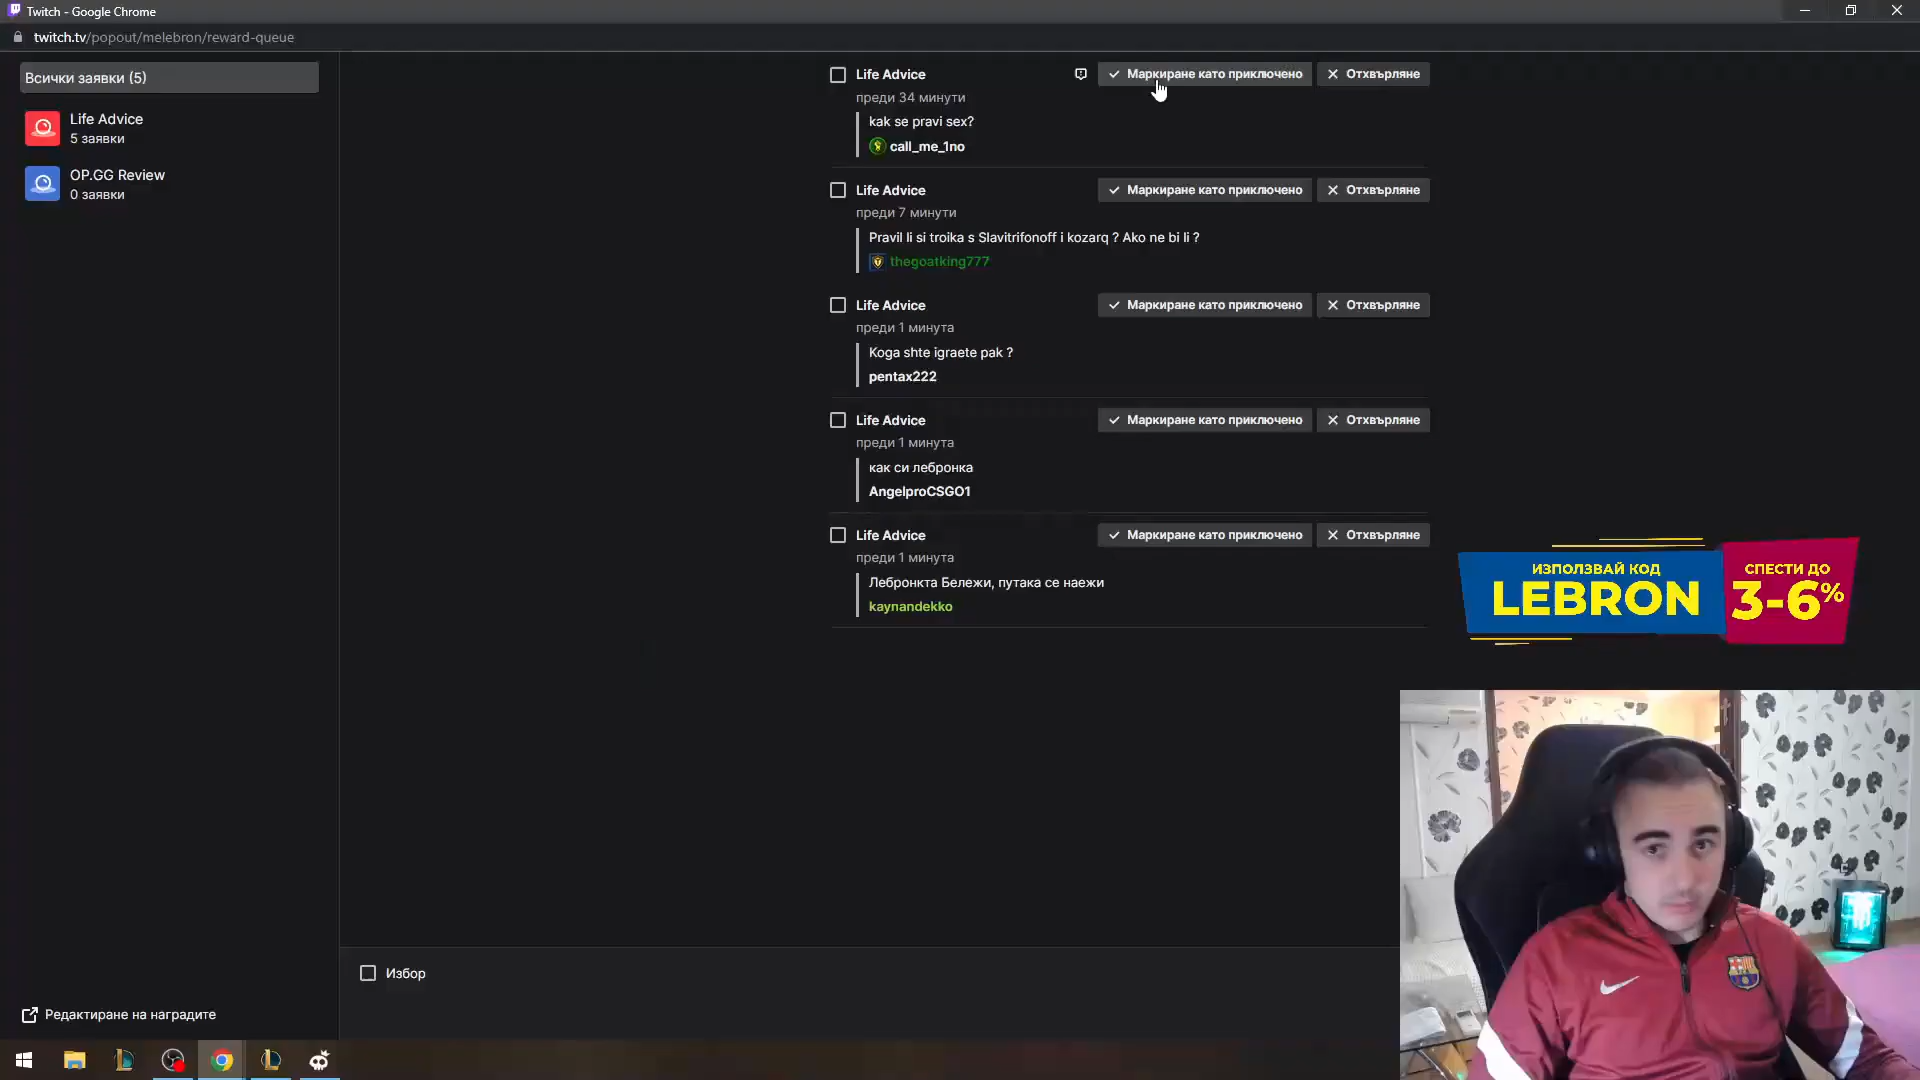 Twitch - Google Chrome
twitch.tv/popout/melebron/reward-queue
Всички заявки (5)
Life Advice
5 заявки
OP.GG Review
0 заявки
Life Advice
Маркиране като приключено
Отхвърляне
преди 34 минути
kak se pravi sex?
call_me_1no
Life Advice
Маркиране като приключено
Отхвърляне
преди 7 минути
Pravil li si troika s Slavitrifonoff i kozarq ? Ako ne bi li ?
thegoatking777
Life Advice
Маркиране като приключено
Отхвърляне
преди 1 минута
Koga shte igraete pak ?
pentax222
Life Advice
Маркиране като приключено
Отхвърляне
преди 1 минута
как си лебронка
AngelproCSGO1
Life Advice
Маркиране като приключено
Отхвърляне
преди 1 минута
Лебронкта Бележи, путака се наежи
kaynandekko
ИЗПОЛЗВАЙ КОД
LEBRON
СПЕСТИ ДО
3-6%
Избор
Редактиране на наградите